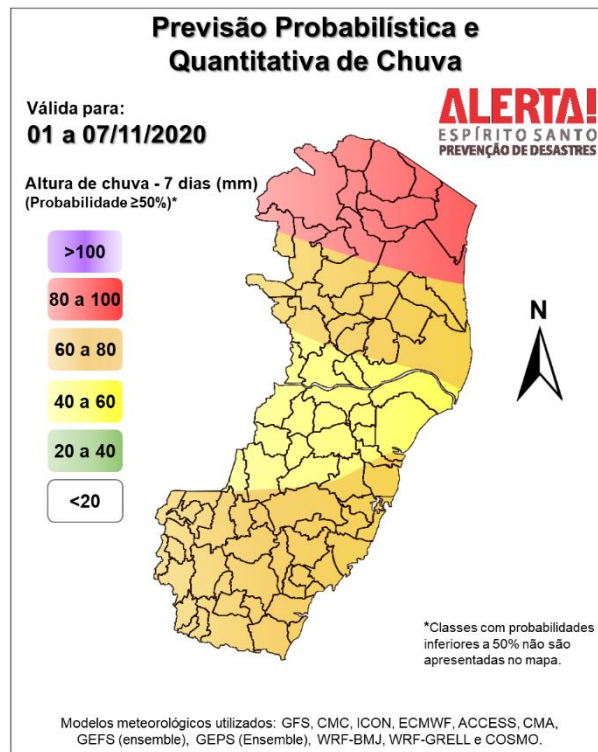 Previsão Probabilística e
Quantitativa de Chuva
Válida para:
01 a 07/11/2020
ALERTA!
ESPÍRITO SANTO
PREVENÇÃO DE DESASTRES
Altura de chuva - 7 dias (mm)
(Probabilidade ≥50%)*
>100
80 a 100
60 a 80
40 a 60
20 a 40
<20
N
*Classes com probabilidades
inferiores a 50% não são
apresentadas no mapa.
Modelos meteorológicos utilizados: GFS, CMC, ICON, ECMWF, ACCESS, CMA,
GEFS (ensemble), GEPS (Ensemble), WRF-BMJ, WRF-GRELL e COSMO.